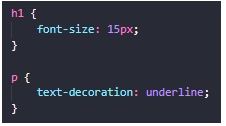 h1 {
    font-size: 15px;
}

p {
    text-decoration: underline;
}